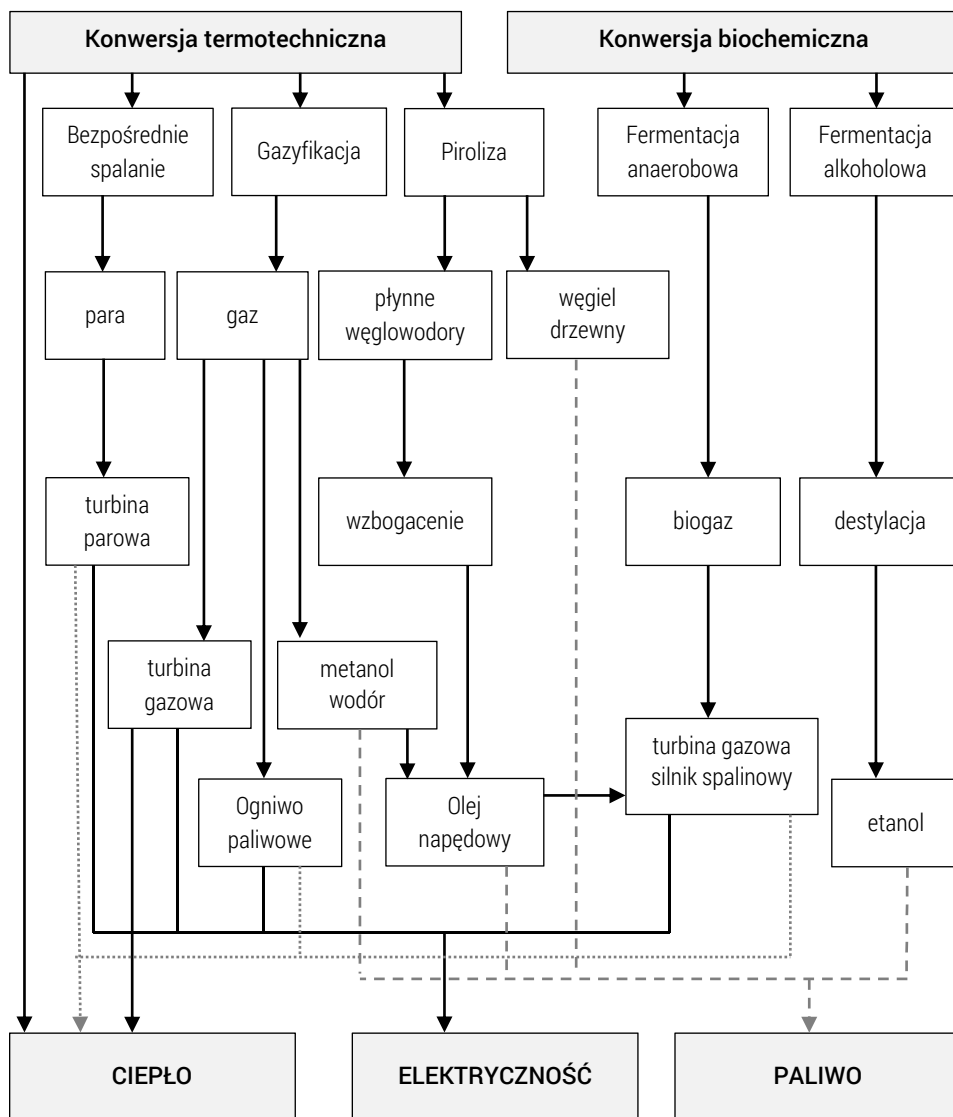 Konwersja termotechniczna
Konwersja biochemiczna
Bezpośrednie
spalanie
Gazyfikacja
Piroliza
Fermentacja
anaerobowa
Fermentacja
alkoholowa
para
gaz
płynne
węglowodory
węgiel
drzewny
turbina
parowa
wzbogacenie
biogaz
destylacja
turbina
gazowa
metanol
wodór
turbina gazowa
silnik spalinowy
Ogniwo
paliwowe
Olej
napędowy
etanol
CIEPŁO
ELEKTRYCZNOŚĆ
PALIWO